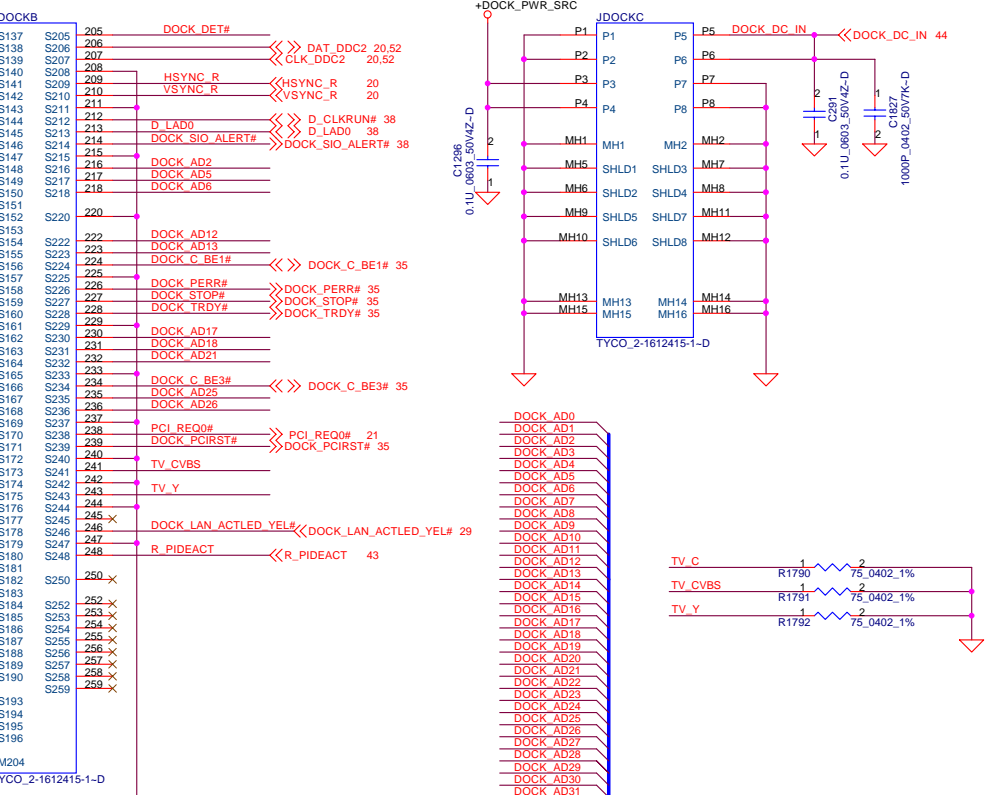 DOCKB
S137 S205 205 DOCK_DET#
S138 S206 206 DAT_DDC2 20,52
S139 S207 207 CLK_DDC2 20,52
S140 S208 208
S141 S209 209 HSYNC_R HSYNC_R 20
S142 S210 210 VSYNC_R VSYNC_R 20
S143 S211 211
S144 S212 212 D_CLKRUN# 38
S145 S213 213 D_LAD0 D_LAD0 38
S146 S214 214 DOCK_SIO_ALERT# DOCK_SIO_ALERT# 38
S147 S215 215
S148 S216 216 DOCK_AD2
S149 S217 217 DOCK_AD5
S150 S218 218 DOCK_AD6
S151
S152 S220 220
S153
S154 S222 222 DOCK_AD12
S155 S223 223 DOCK_AD13
S156 S224 224 DOCK_C_BE1# DOCK_C_BE1# 35
S157 S225 225
S158 S226 226 DOCK_PERR# DOCK_PERR# 35
S159 S227 227 DOCK_STOP# DOCK_STOP# 35
S160 S228 228 DOCK_TRDY# DOCK_TRDY# 35
S161 S229 229
S162 S230 230 DOCK_AD17
S163 S231 231 DOCK_AD18
S164 S232 232 DOCK_AD21
S165 S233 233
S166 S234 234 DOCK_C_BE3# DOCK_C_BE3# 35
S167 S235 235 DOCK_AD25
S168 S236 236 DOCK_AD26
S169 S237 237
S170 S238 238 PCI_REQ0# PCI_REQ0# 21
S171 S239 239 DOCK_PCIRST# DOCK_PCIRST# 35
S172 S240 240
S173 S241 241 TV_CVBS
S174 S242 242
S175 S243 243 TV_Y
S176 S244 244
S177 S245 245
S178 S246 246 DOCK_LAN_ACTLED_YEL# DOCK_LAN_ACTLED_YEL# 29
S179 S247 247
S180 S248 248 R_PIDEACT R_PIDEACT 43
S181
S182 S250 250
S183
S184 S252 252
S185 S253 253
S186 S254 254
S187 S255 255
S188 S256 256
S189 S257 257
S190 S258 258
S259 259
S193
S194
S195
S196
M204
YCO_2-1612415-1~D
+DOCK_PWR_SRC
JDOCKC
P1 P1 P5 P5 DOCK_DC_IN DOCK_DC_IN 44
P2 P2 P6 P6
P3 P3 P7 P7
P4 P4 P8 P8
MH1 MH1 MH2 MH2
MH5 SHLD1 SHLD3 MH7
MH6 SHLD2 SHLD4 MH8
MH9 SHLD5 SHLD7 MH11
MH10 SHLD6 SHLD8 MH12
MH13 MH13 MH14 MH14
MH15 MH15 MH16 MH16
TYCO_2-1612415-1~D
2
1
C1296
0.1U_0603_50V4Z~D
2
1
C291
0.1U_0603_50V4Z~D
1
2
C1827
1000P_0402_50V7K~D
DOCK_AD0
DOCK_AD1
DOCK_AD2
DOCK_AD3
DOCK_AD4
DOCK_AD5
DOCK_AD6
DOCK_AD7
DOCK_AD8
DOCK_AD9
DOCK_AD10
DOCK_AD11
DOCK_AD12
DOCK_AD13
DOCK_AD14
DOCK_AD15
DOCK_AD16
DOCK_AD17
DOCK_AD18
DOCK_AD19
DOCK_AD20
DOCK_AD21
DOCK_AD22
DOCK_AD23
DOCK_AD24
DOCK_AD25
DOCK_AD26
DOCK_AD27
DOCK_AD28
DOCK_AD29
DOCK_AD30
DOCK_AD31
TV_C 1 2
R1790 75_0402_1%
TV_CVBS 1 2
R1791 75_0402_1%
TV_Y 1 2
R1792 75_0402_1%